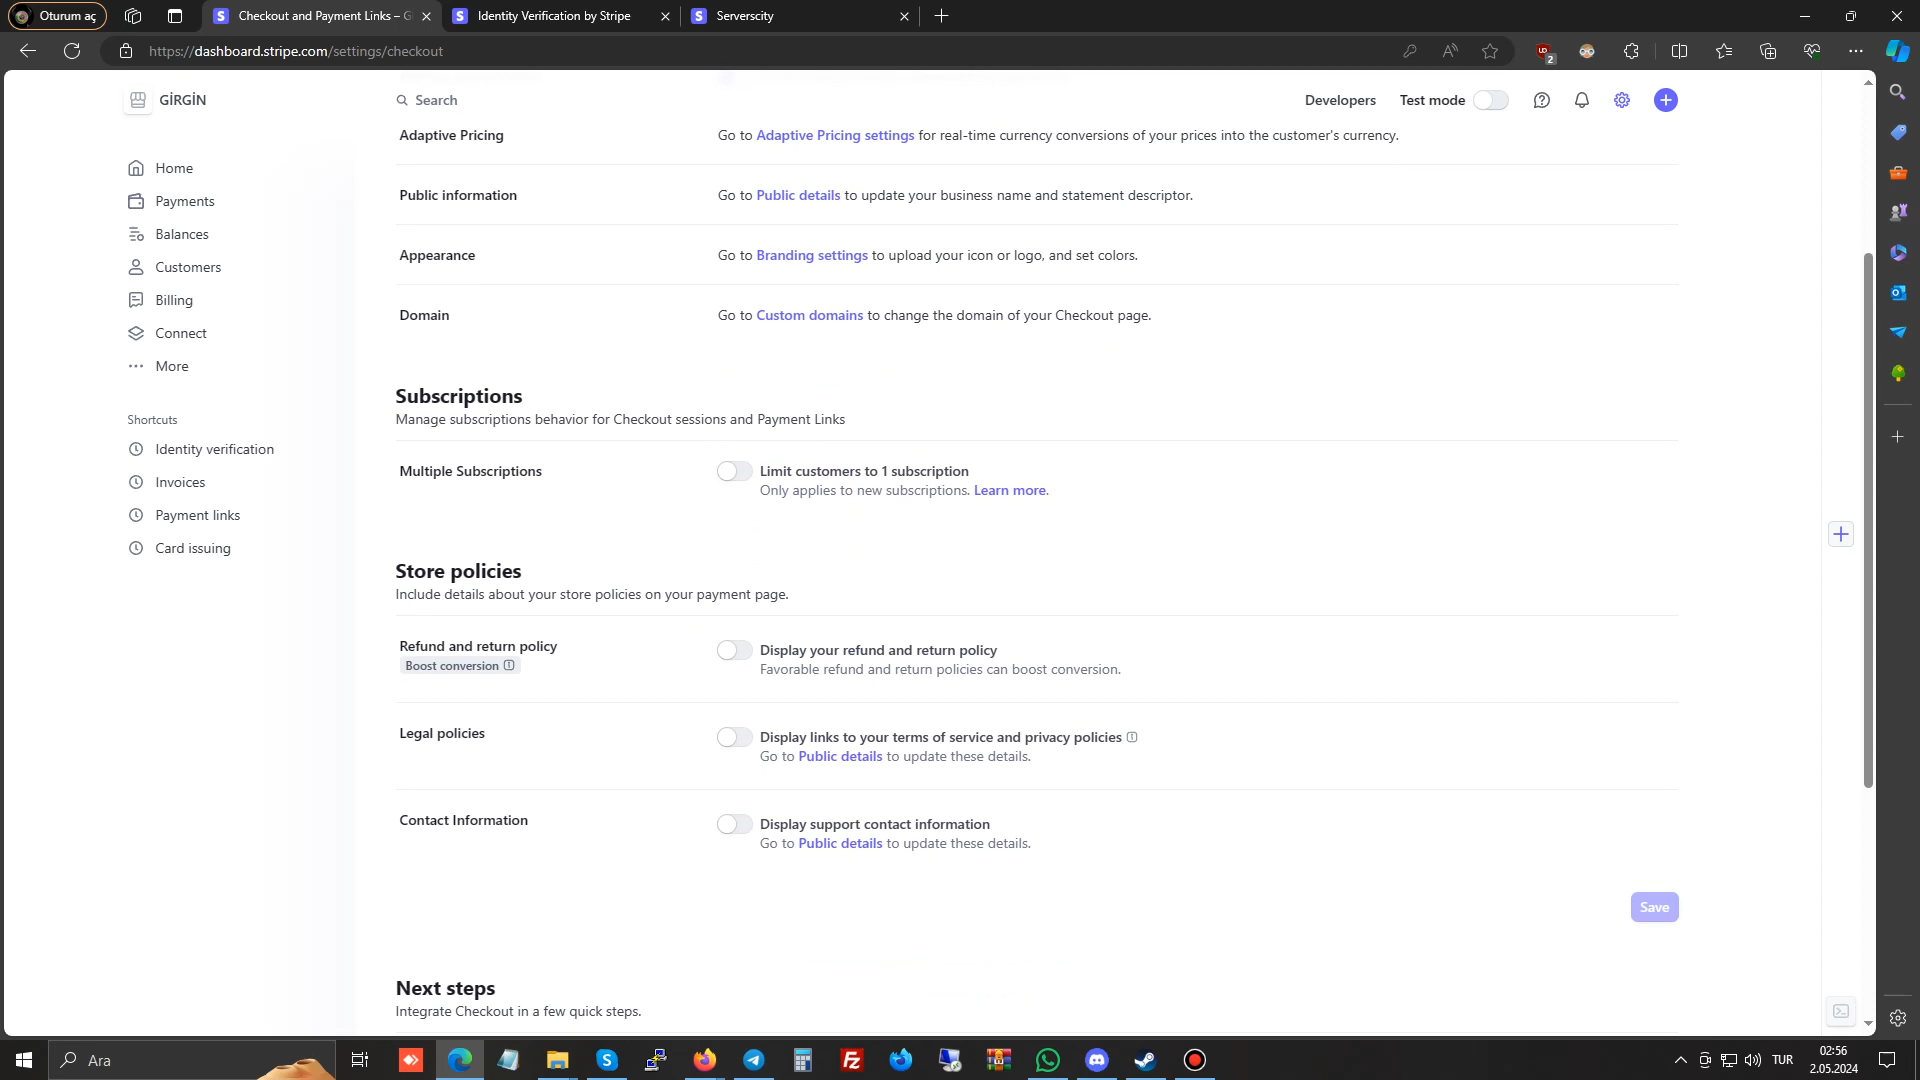 Oturum aç
Checkout and Payment Links – G
Identity Verification by Stripe
Serverscity
https://dashboard.stripe.com/settings/checkout
2
GİRGİN
Search
Developers
Test mode
Home
Payments
Balances
Customers
Billing
Connect
More
Shortcuts
Identity verification
Invoices
Payment links
Card issuing
Adaptive Pricing
Go to Adaptive Pricing settings for real-time currency conversions of your prices into the customer's currency.
Public information
Go to Public details to update your business name and statement descriptor.
Appearance
Go to Branding settings to upload your icon or logo, and set colors.
Domain
Go to Custom domains to change the domain of your Checkout page.
Subscriptions
Manage subscriptions behavior for Checkout sessions and Payment Links
Multiple Subscriptions
Limit customers to 1 subscription
Only applies to new subscriptions. Learn more.
Store policies
Include details about your store policies on your payment page.
Refund and return policy
Boost conversion
Display your refund and return policy
Favorable refund and return policies can boost conversion.
Legal policies
Display links to your terms of service and privacy policies
Go to Public details to update these details.
Contact Information
Display support contact information
Go to Public details to update these details.
Save
Next steps
Integrate Checkout in a few quick steps.
Ara
TUR
02:56
2.05.2024